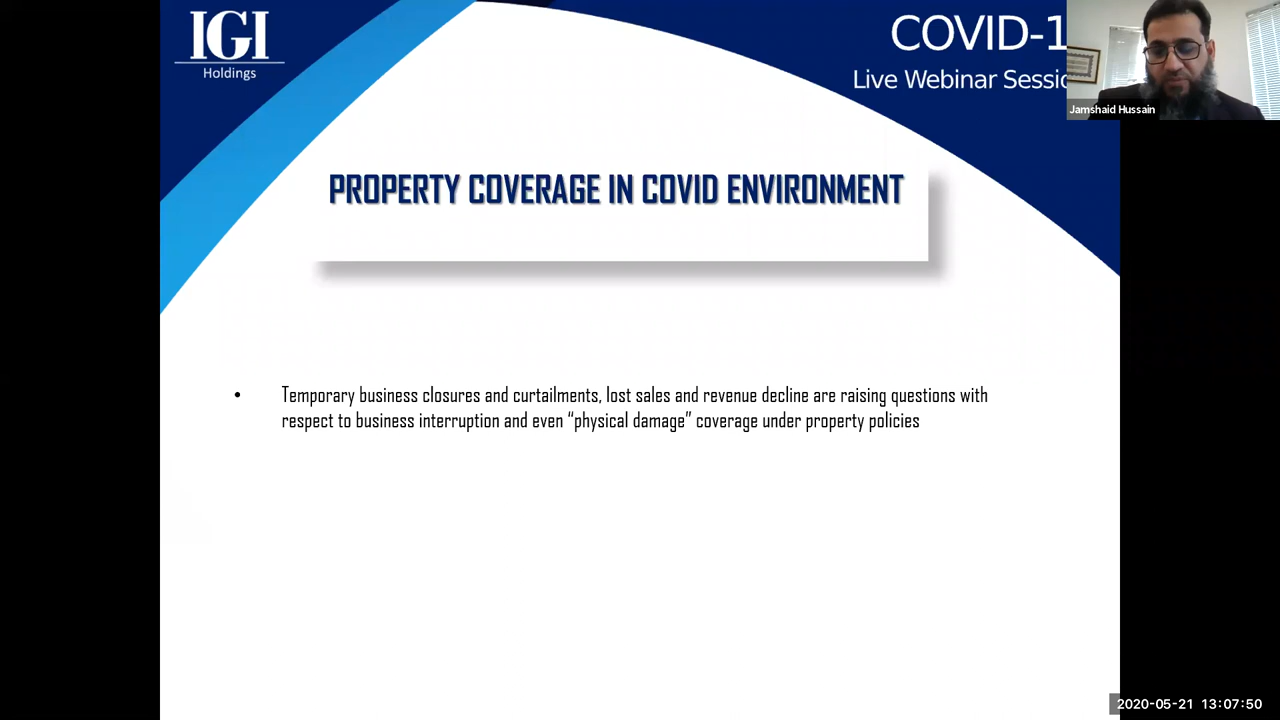 IGI
Holdings
COVID-1
Live Webinar Sessio
Jamshaid Hussain
PROPERTY COVERAGE IN COVID ENVIRONMENT
• Temporary business closures and curtailments, lost sales and revenue decline are raising questions with
respect to business interruption and even “physical damage” coverage under property policies
2020-05-21 13:07:50